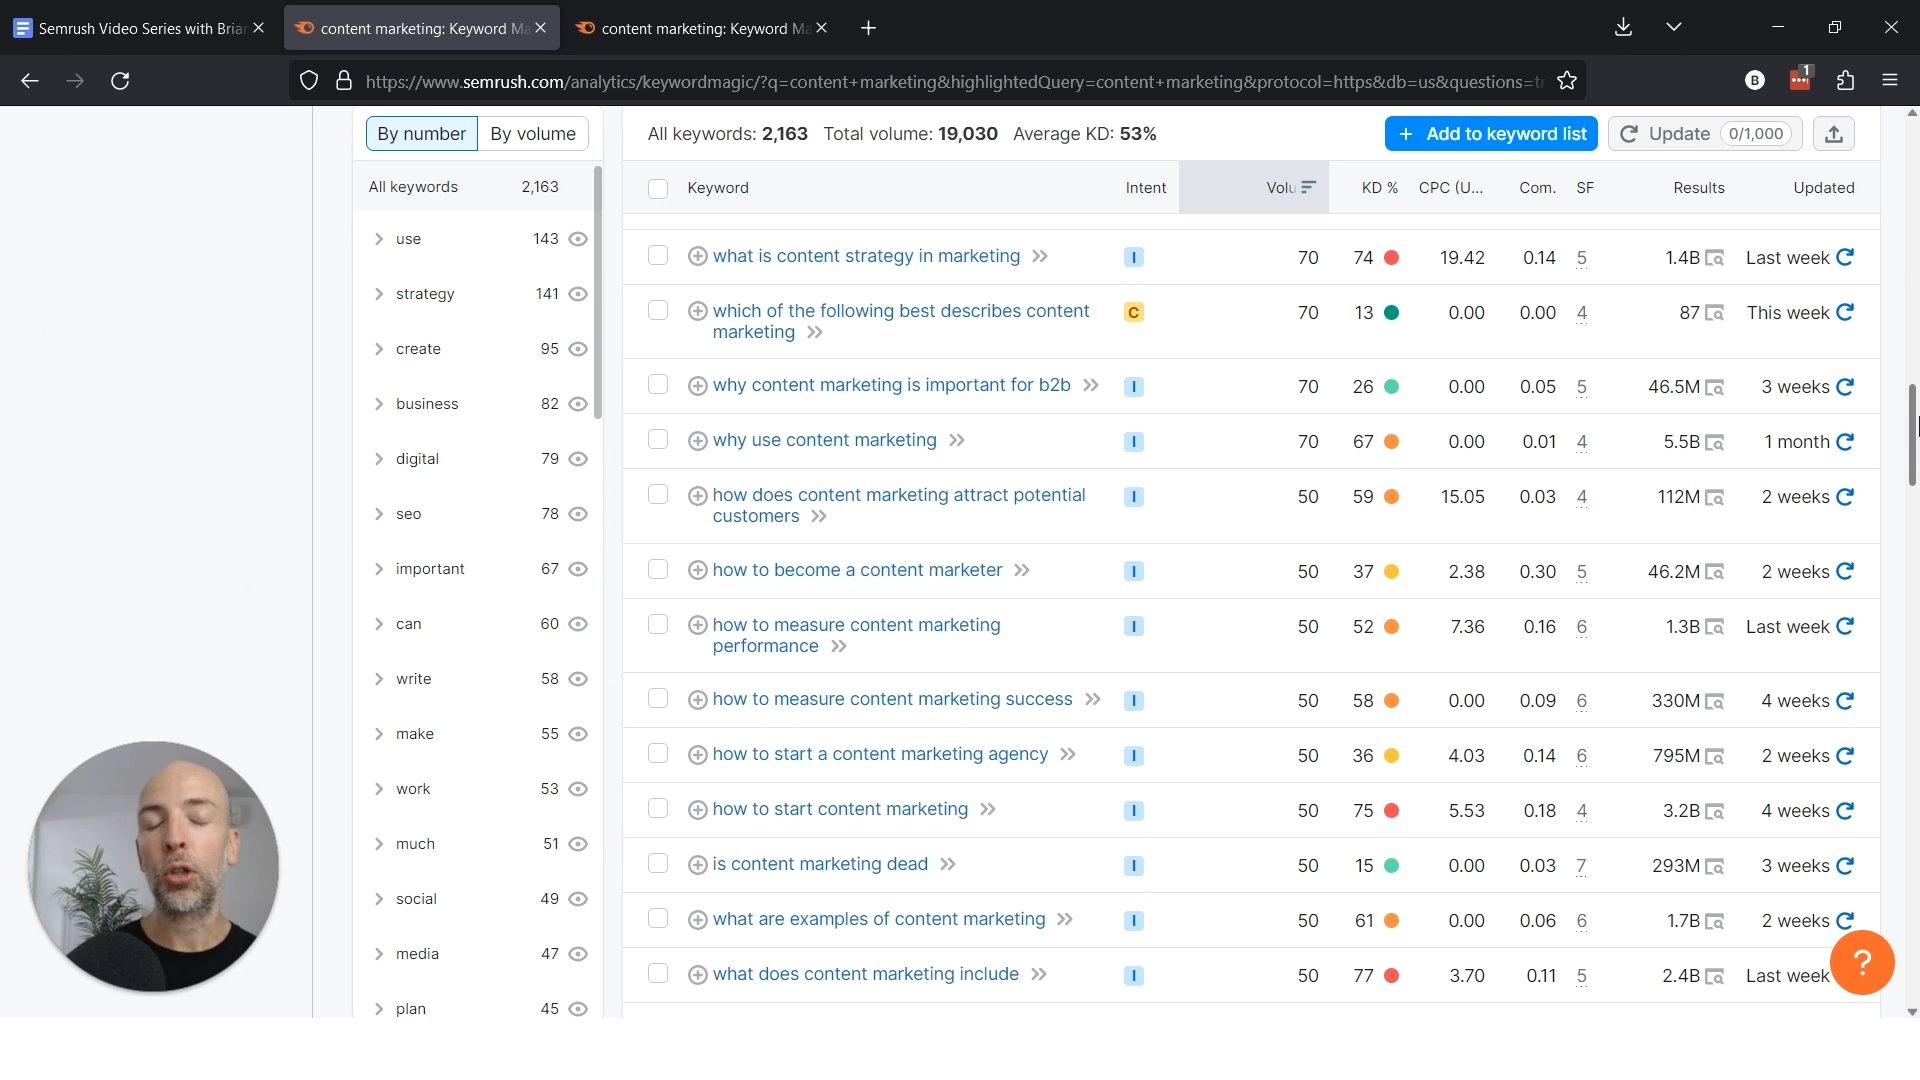 Semrush Video Series with Briar
content marketing: Keyword Ma
content marketing: Keyword Ma
https://www.semrush.com/analytics/keywordmagic/?q=content+marketing&highlightedQuery=content+marketing&protocol=https&db=us&questions=tr
B
1
By number By volume
All keywords: 2,163 Total volume: 19,030 Average KD: 53%
+ Add to keyword list
Update 0/1,000
All keywords 2,163
use 143
strategy 141
create 95
business 82
digital 79
seo 78
important 67
can 60
write 58
make 55
work 53
much 51
social 49
media 47
plan 45
Keyword Intent Volu KD % CPC (U... Com. SF Results Updated
what is content strategy in marketing I 70 74 19.42 0.14 5 1.4B Last week
which of the following best describes content
marketing C 70 13 0.00 0.00 4 87 This week
why content marketing is important for b2b I 70 26 0.00 0.05 5 46.5M 3 weeks
why use content marketing I 70 67 0.00 0.01 4 5.5B 1 month
how does content marketing attract potential
customers I 50 59 15.05 0.03 4 112M 2 weeks
how to become a content marketer I 50 37 2.38 0.30 5 46.2M 2 weeks
how to measure content marketing
performance I 50 52 7.36 0.16 6 1.3B Last week
how to measure content marketing success I 50 58 0.00 0.09 6 330M 4 weeks
how to start a content marketing agency I 50 36 4.03 0.14 6 795M 2 weeks
how to start content marketing I 50 75 5.53 0.18 4 3.2B 4 weeks
is content marketing dead I 50 15 0.00 0.03 7 293M 3 weeks
what are examples of content marketing I 50 61 0.00 0.06 6 1.7B 2 weeks
what does content marketing include I 50 77 3.70 0.11 5 2.4B Last week
?